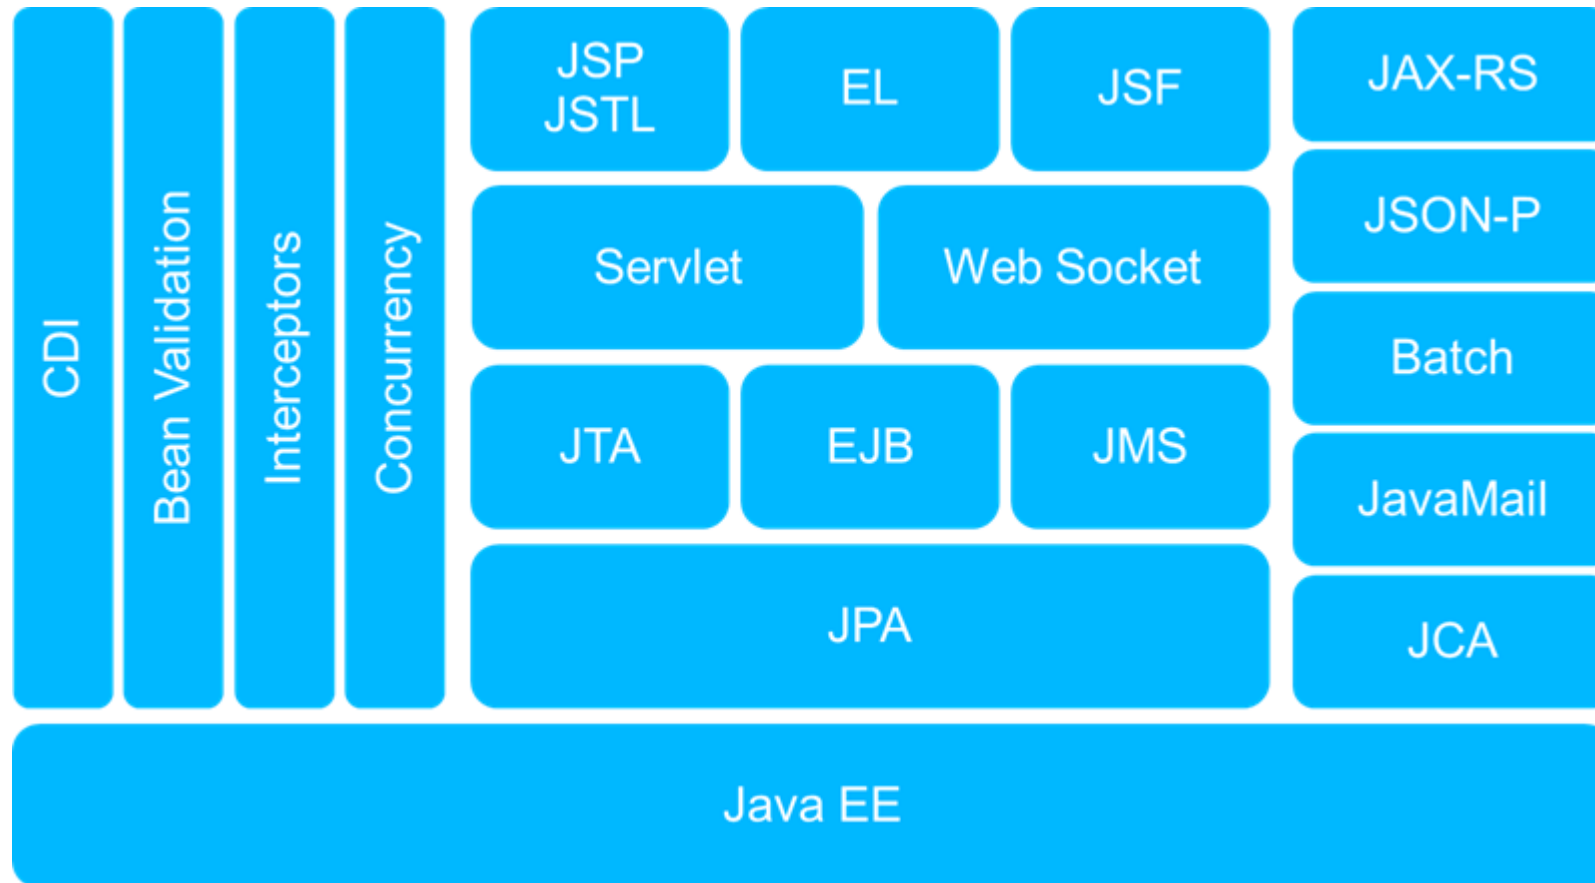 CDI
Bean Validation
Interceptors
Concurrency
JSP
JSTL
EL
JSF
Servlet
Web Socket
JTA
EJB
JMS
JPA
JAX-RS
JSON-P
Batch
JavaMail
JCA
Java EE